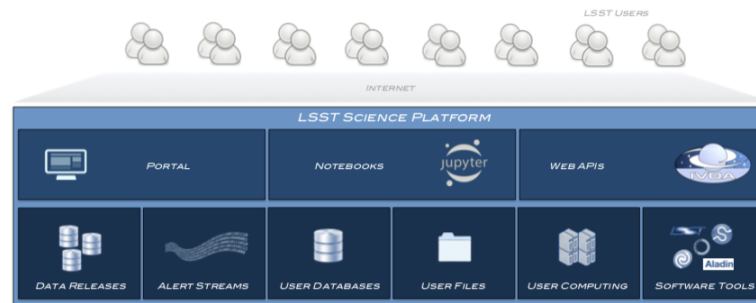 LSST Users
Internet
LSST Science Platform
Portal
Notebooks
jupyter
Web APIs
IVOA
Data Releases
Alert Streams
User Databases
User Files
User Computing
Software Tools
LSST
Aladin